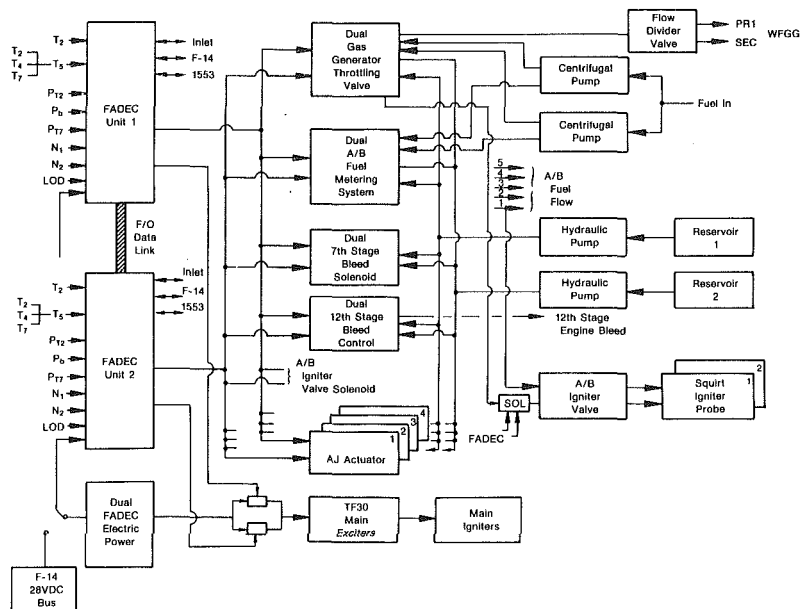 T2
T2
T4
T5
T7
PT2
Pb
PT7
N1
N2
LOD
FADEC
Unit 1
Inlet
F-14
1553
F/O
Data
Link
T2
T2
T4
T5
T7
PT2
Pb
PT7
N1
N2
LOD
FADEC
Unit 2
Inlet
F-14
1553
Dual
FADEC
Electric
Power
F-14
28VDC
Bus
Dual
Gas
Generator
Throttling
Valve
Dual
A/B
Fuel
Metering
System
Dual
7th Stage
Bleed
Solenoid
Dual
12th Stage
Bleed
Control
A/B
Igniter
Valve Solenoid
4
3
2
1
AJ Actuator
TF30
Main
Exciters
Main
Igniters
Flow
Divider
Valve
PR1
SEC
WFGG
Centrifugal
Pump
Centrifugal
Pump
Fuel In
5
4
3
2
1
A/B
Fuel
Flow
Hydraulic
Pump
Reservoir
1
Hydraulic
Pump
Reservoir
2
12th Stage
Engine Bleed
SOL
FADEC
A/B
Igniter
Valve
2
1
Squirt
Igniter
Probe